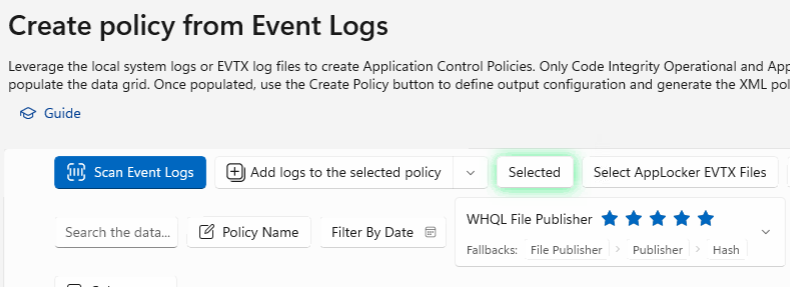 Create policy from Event Logs
Leverage the local system logs or EVTX log files to create Application Control Policies. Only Code Integrity Operational and App
populate the data grid. Once populated, use the Create Policy button to define output configuration and generate the XML pol
Guide
Scan Event Logs
Add logs to the selected policy
Selected
Select AppLocker EVTX Files
Search the data...
Policy Name
Filter By Date
WHQL File Publisher
Fallbacks: File Publisher > Publisher > Hash